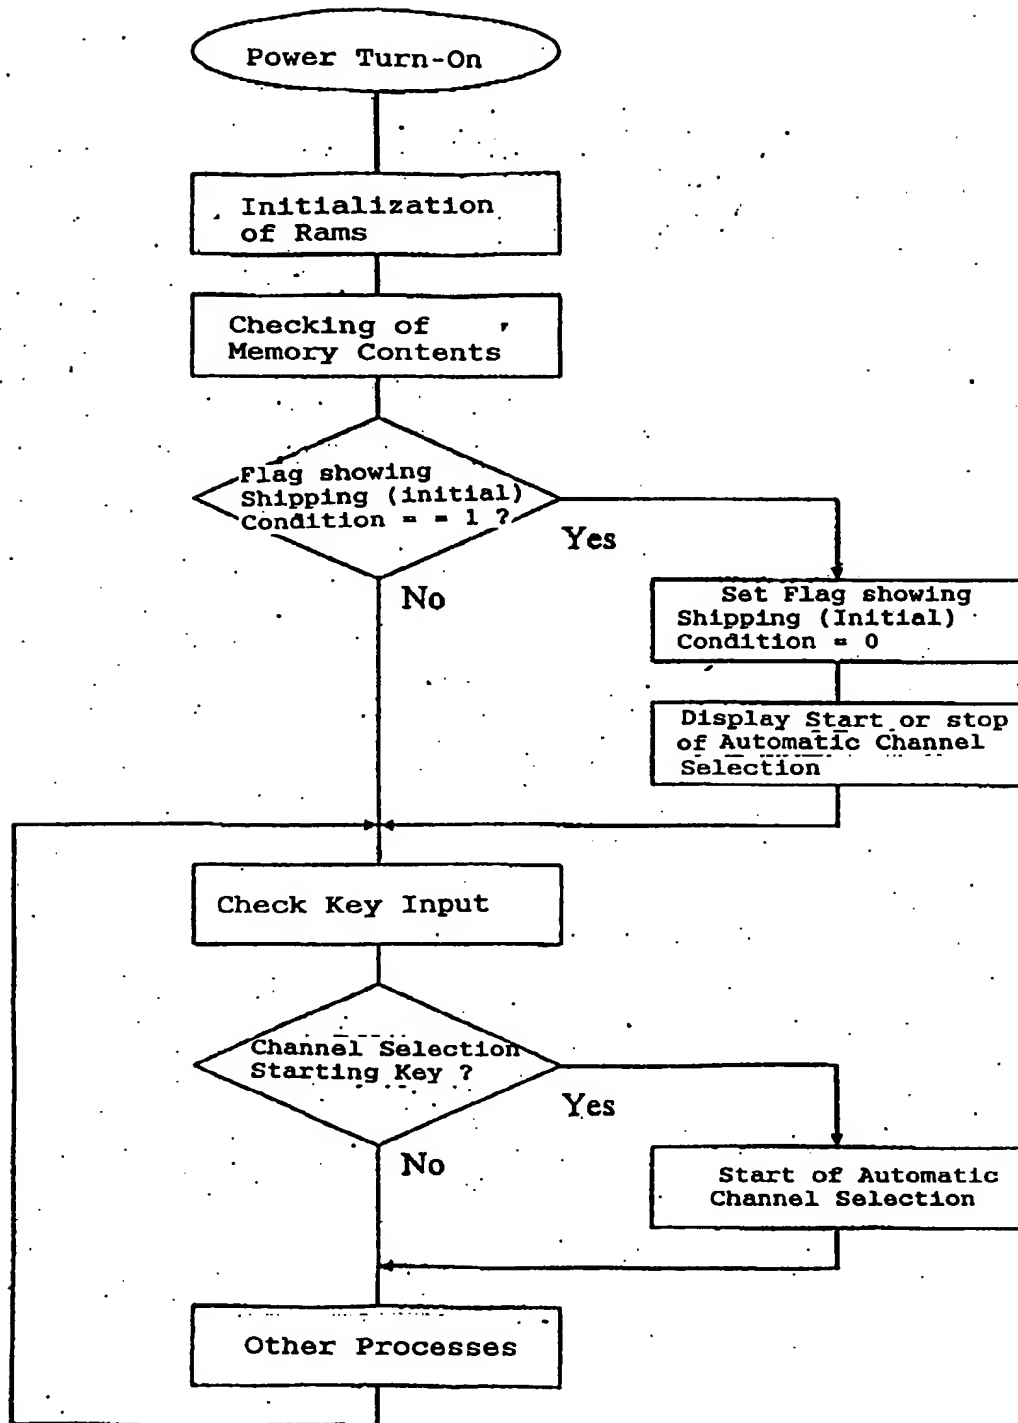 Power Turn-On
Initialization
of Rams
Checking of
Memory Contents
Flag showing
Shipping (initial)
Condition = = 1 ?
Yes
No
Set Flag showing
Shipping (Initial)
Condition = 0
Display Start or stop
of Automatic Channel
Selection
Check Key Input
Channel Selection
Starting Key ?
Yes
No
Start of Automatic
Channel Selection
Other Processes